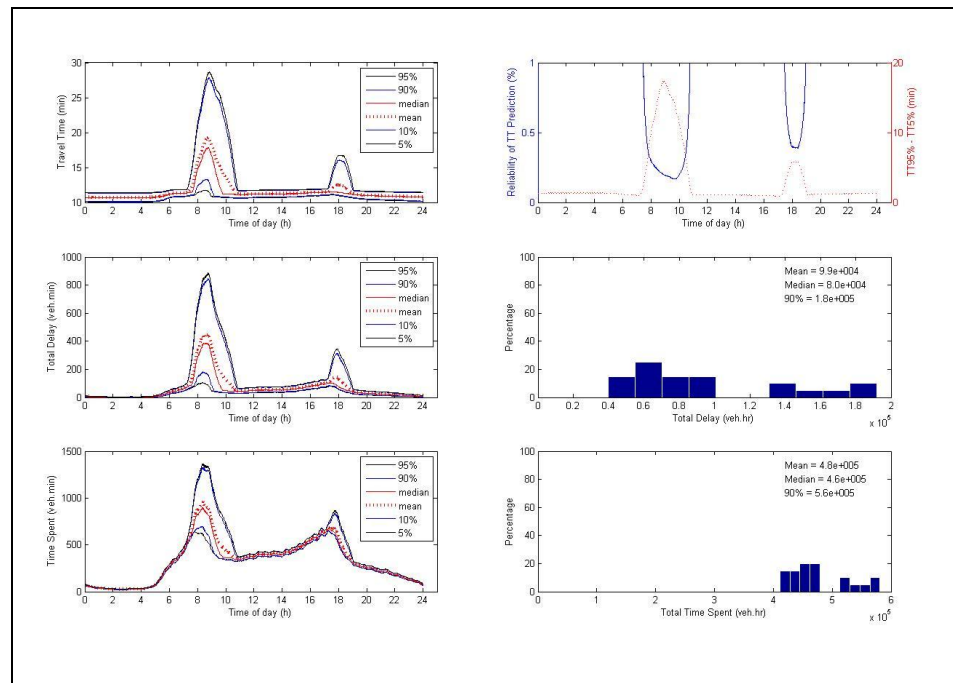 30
25
20
15
10
Travel Time (min)
0 2 4 6 8 10 12 14 16 18 20 22 24
Time of day (h)
95%
90%
median
mean
10%
5%
1
0.5
0
Reliability of TT Prediction (%)
20
10
0
TT95% - TT5% (min)
0 2 4 6 8 10 12 14 16 18 20 22 24
Time of day (h)
1000
800
600
400
200
0
Total Delay (veh.min)
0 2 4 6 8 10 12 14 16 18 20 22 24
Time of day (h)
95%
90%
median
mean
10%
5%
100
80
60
40
20
0
Percentage
Mean = 9.9e+004
Median = 8.0e+004
90% = 1.8e+005
0 0.2 0.4 0.6 0.8 1 1.2 1.4 1.6 1.8 2
Total Delay (veh.hr)
x 10^5
1500
1000
500
0
Time Spent (veh.min)
0 2 4 6 8 10 12 14 16 18 20 22 24
Time of day (h)
95%
90%
median
mean
10%
5%
100
80
60
40
20
0
Percentage
Mean = 4.8e+005
Median = 4.6e+005
90% = 5.6e+005
0 1 2 3 4 5 6
Total Time Spent (veh.hr)
x 10^5